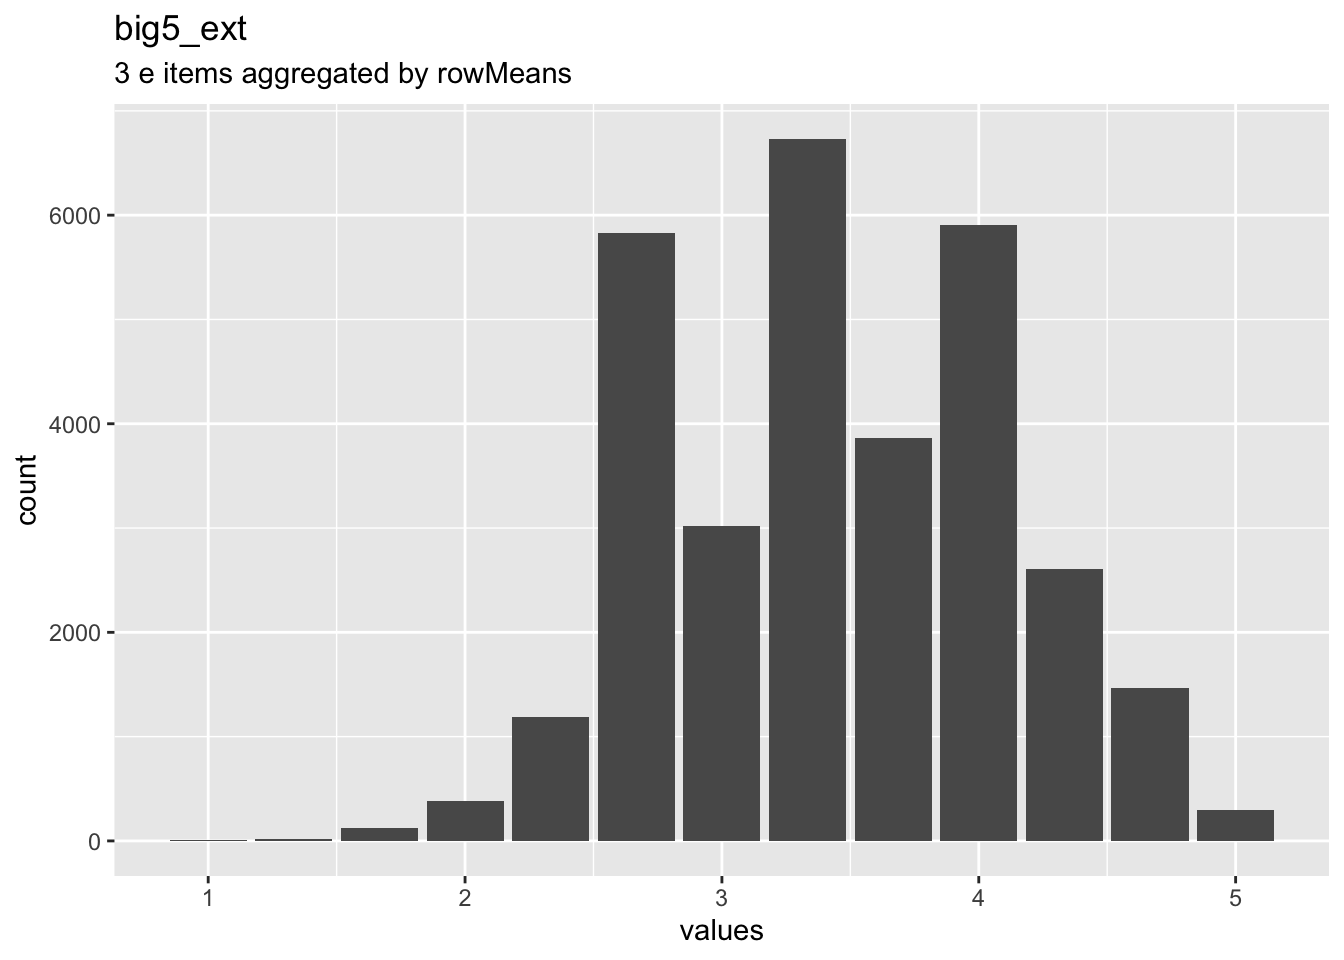 big5_ext
3 e items aggregated by rowMeans
6000
4000
2000
0
count
1 2 3 4 5
values